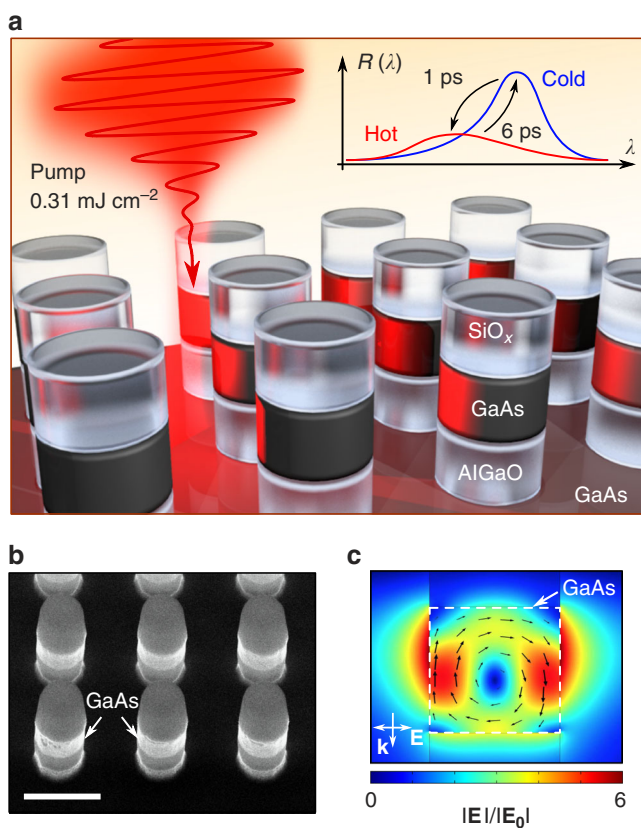 a
R (λ)
1 ps
Cold
Hot
6 ps
λ
Pump
0.31 mJ cm⁻²
SiOₓ
GaAs
AlGaO
GaAs
b
c
GaAs
GaAs
E
k
0
6
|E|/|E₀|